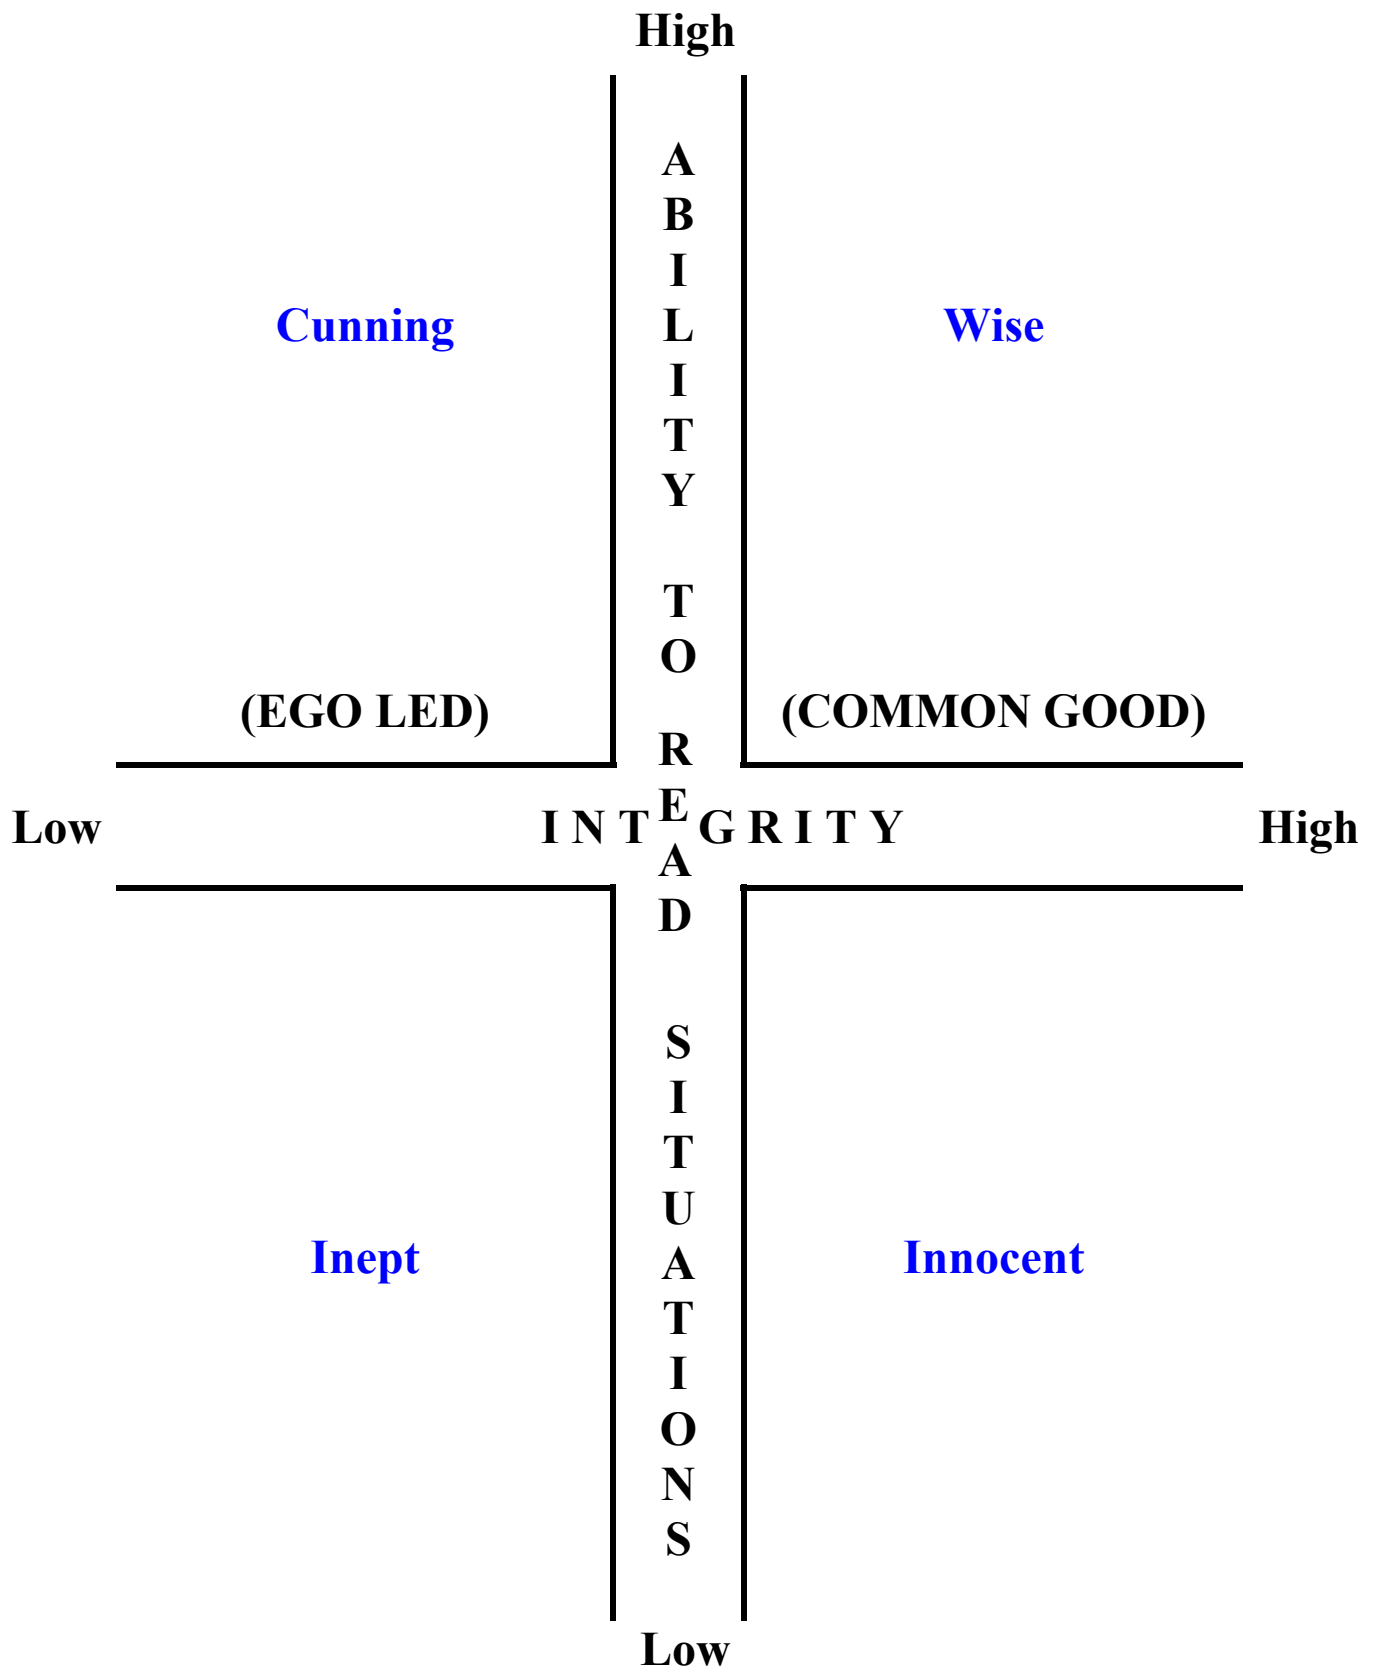 High
ABILITY TO READ SITUATIONS
Cunning
Wise
(EGO LED)
(COMMON GOOD)
Low
INTEGRITY
High
Inept
Innocent
Low